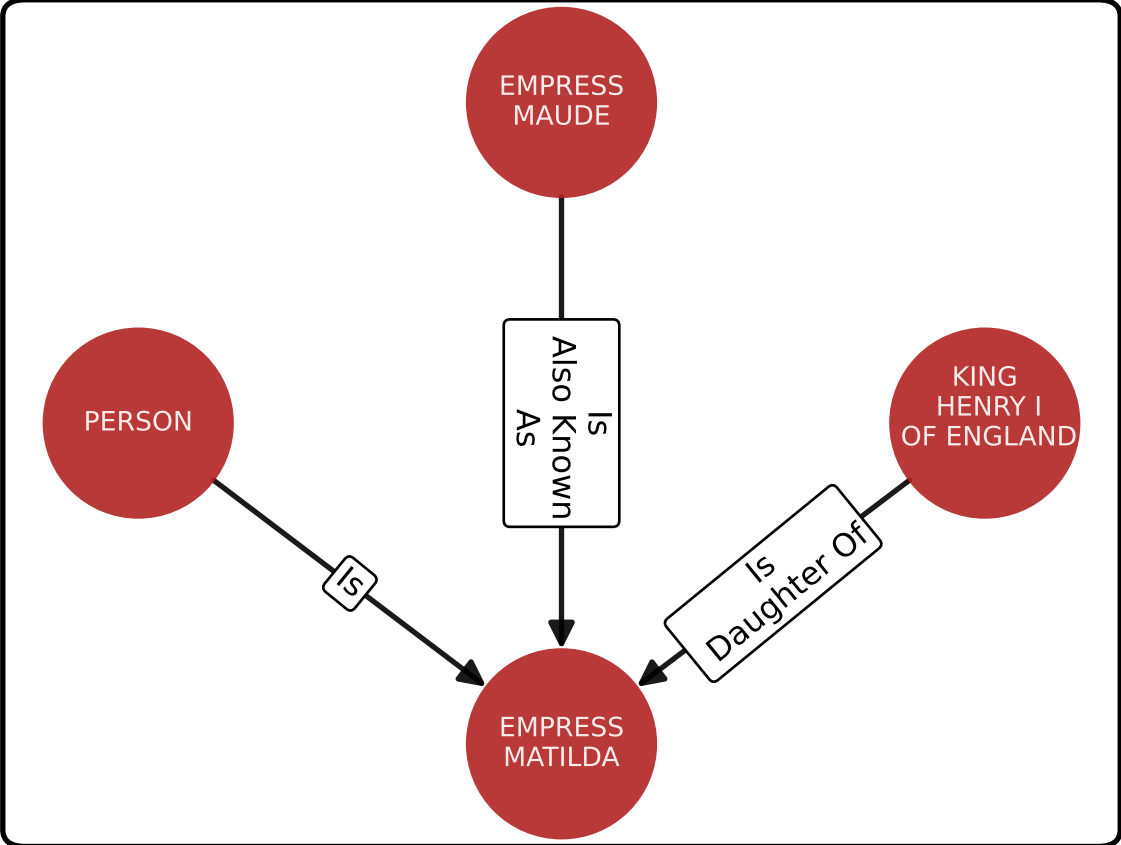 EMPRESS
MAUDE
Is
Also Known
As
PERSON
KING
HENRY I
OF ENGLAND
Is
Is
Daughter Of
EMPRESS
MATILDA